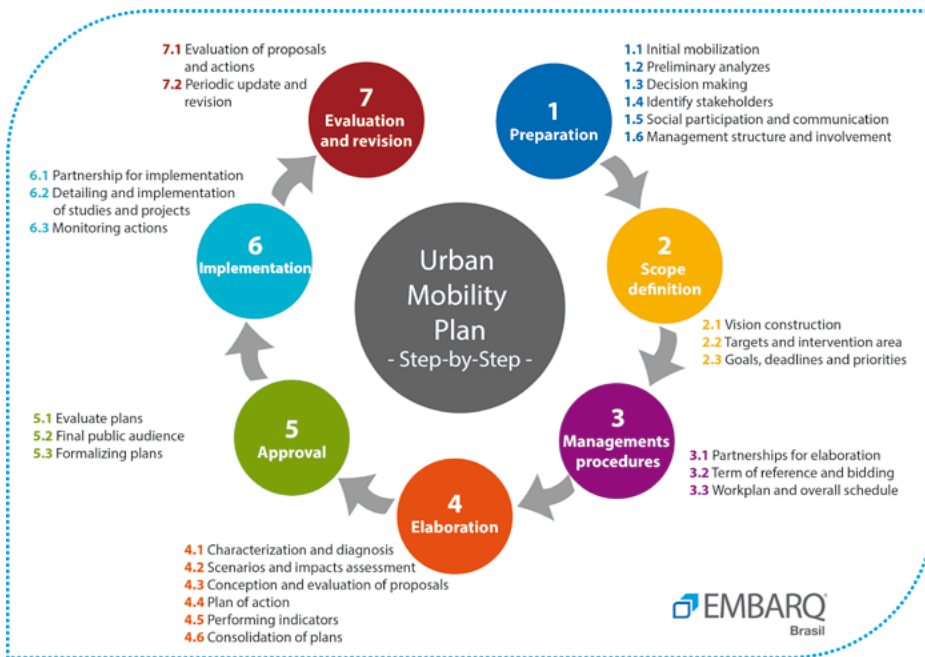 1
Preparation
1.1 Initial mobilization
1.2 Preliminary analyzes
1.3 Decision making
1.4 Identify stakeholders
1.5 Social participation and communication
1.6 Management structure and involvement
2
Scope
definition
2.1 Vision construction
2.2 Targets and intervention area
2.3 Goals, deadlines and priorities
3
Managements
procedures
3.1 Partnerships for elaboration
3.2 Term of reference and bidding
3.3 Workplan and overall schedule
4
Elaboration
4.1 Characterization and diagnosis
4.2 Scenarios and impacts assessment
4.3 Conception and evaluation of proposals
4.4 Plan of action
4.5 Performing indicators
4.6 Consolidation of plans
5
Approval
5.1 Evaluate plans
5.2 Final public audience
5.3 Formalizing plans
6
Implementation
6.1 Partnership for implementation
6.2 Detailing and implementation
of studies and projects
6.3 Monitoring actions
7
Evaluation
and revision
7.1 Evaluation of proposals
and actions
7.2 Periodic update and
revision
Urban
Mobility
Plan
- Step-by-Step -
EMBARQ®
Brasil